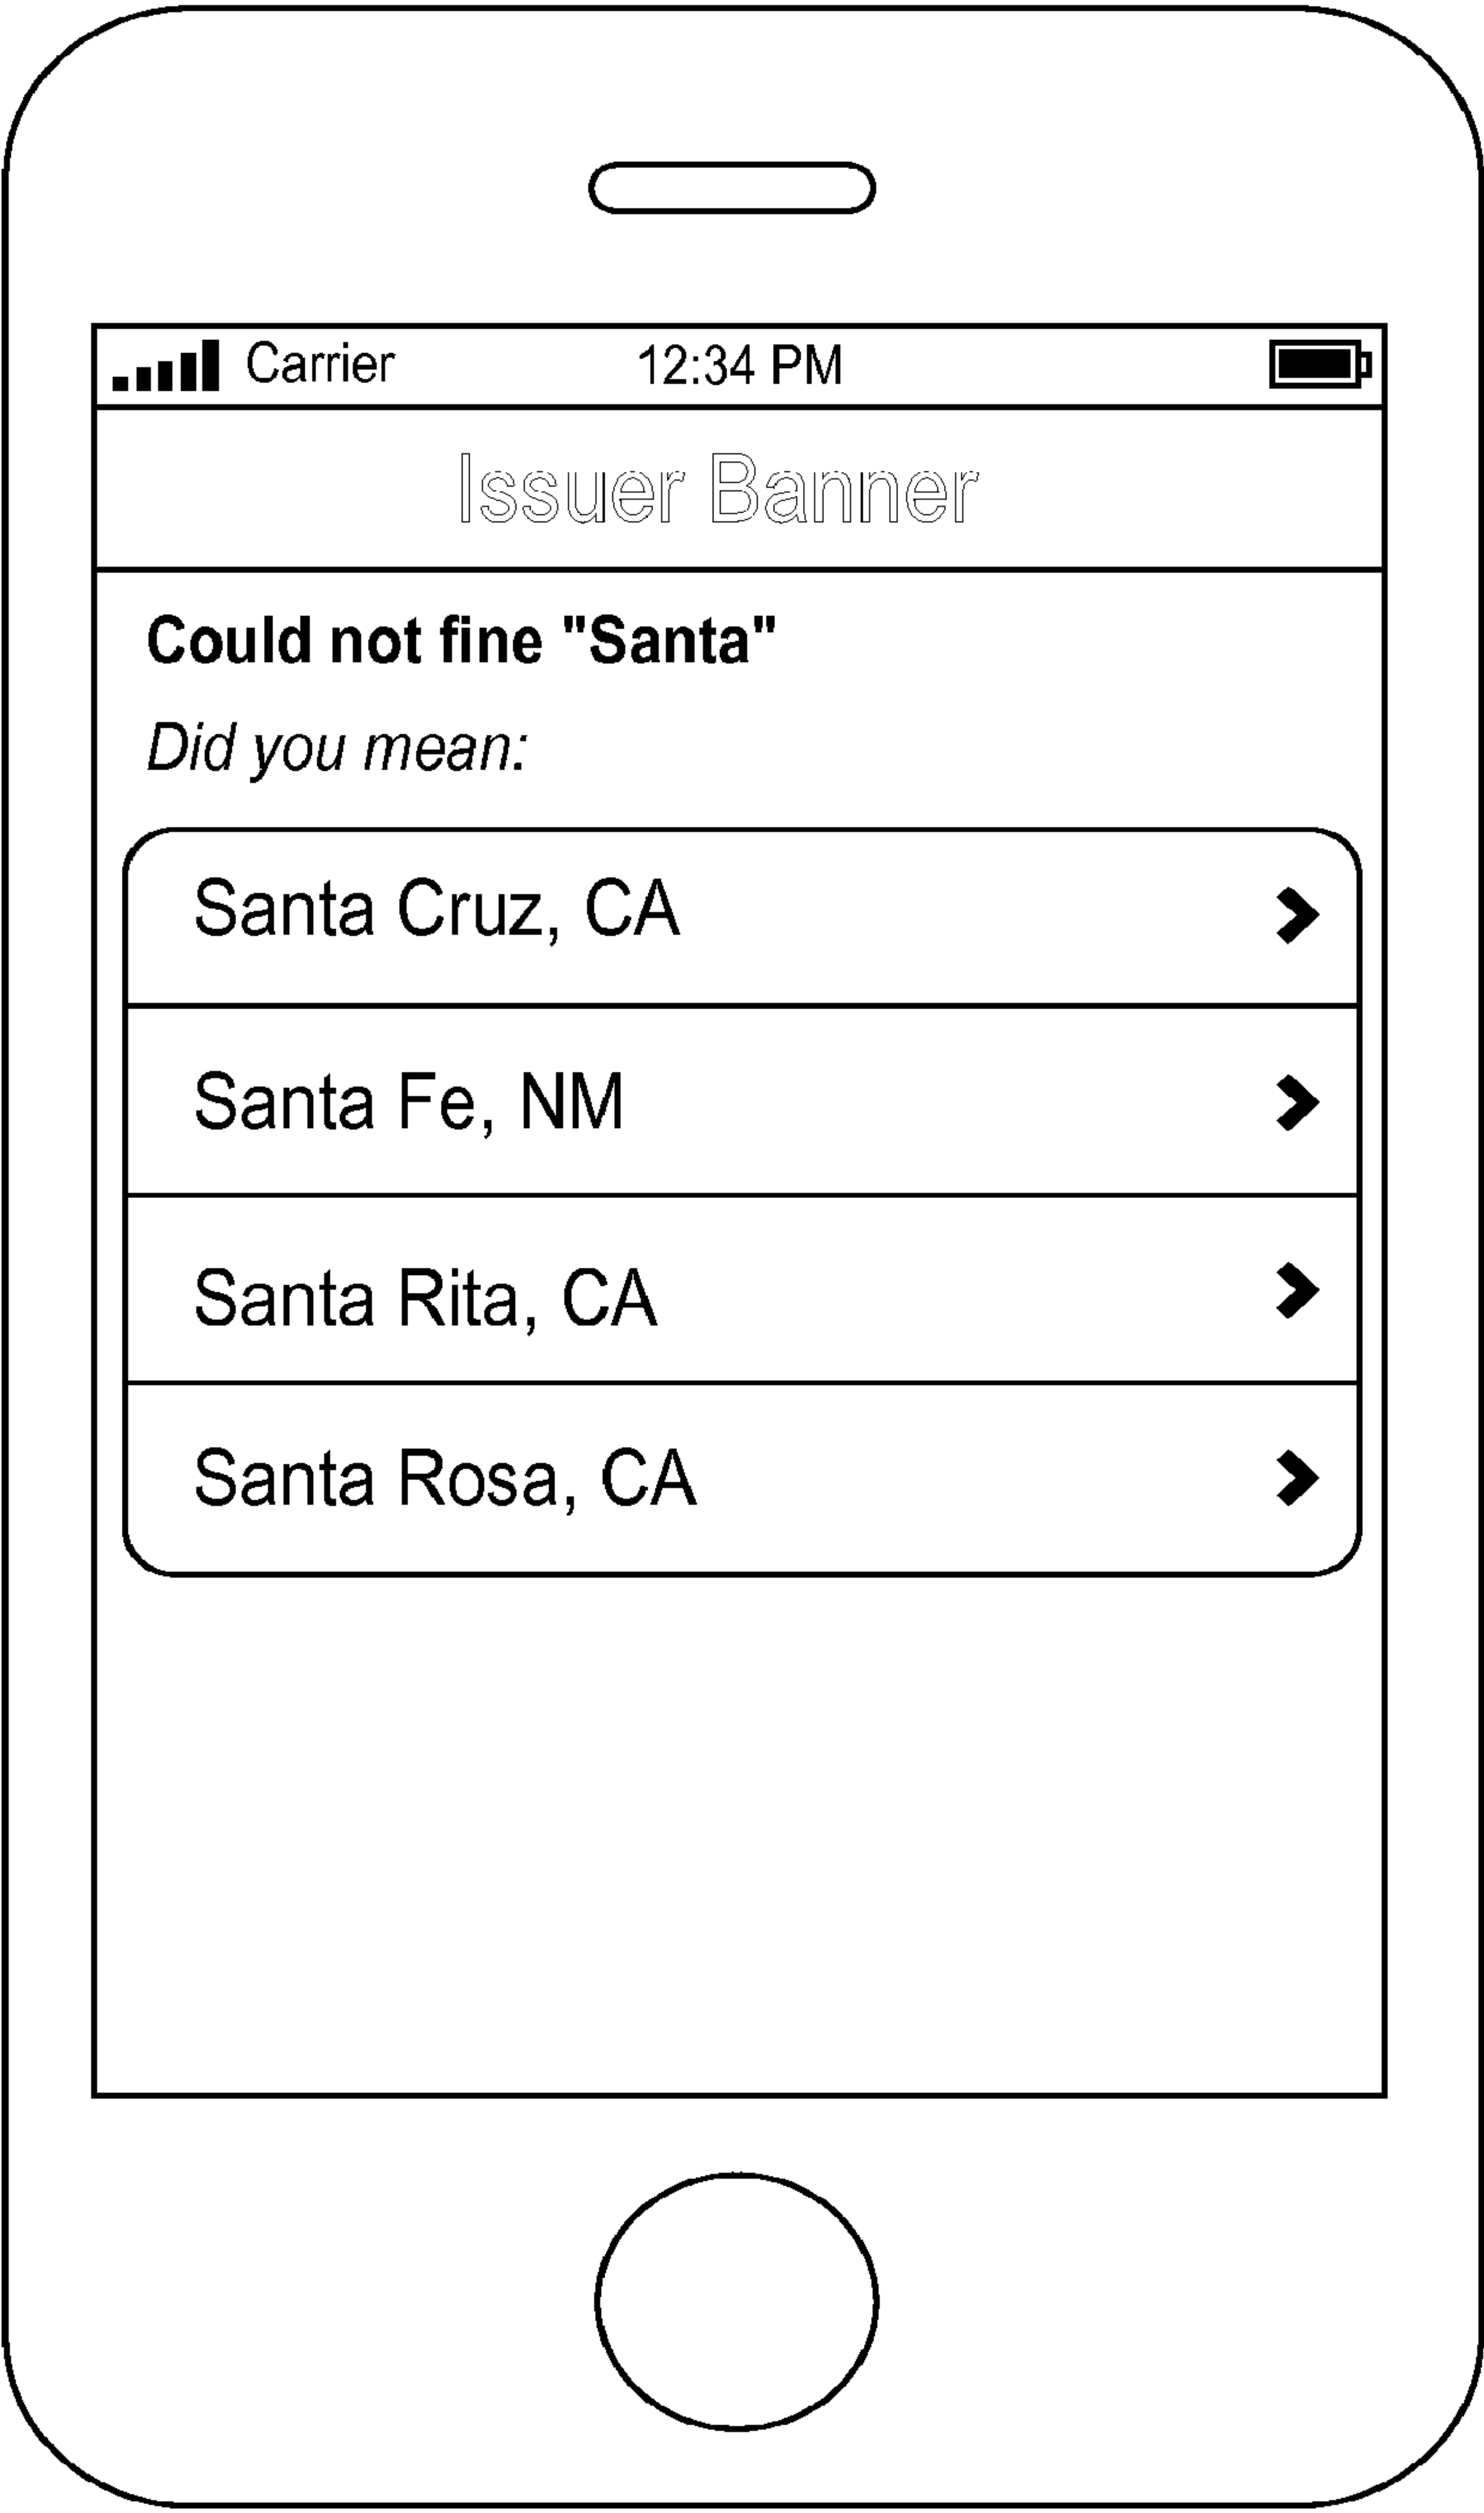 Carrier 12:34 PM
Issuer Banner
Could not fine "Santa"
Did you mean:
Santa Cruz, CA
Santa Fe, NM
Santa Rita, CA
Santa Rosa, CA